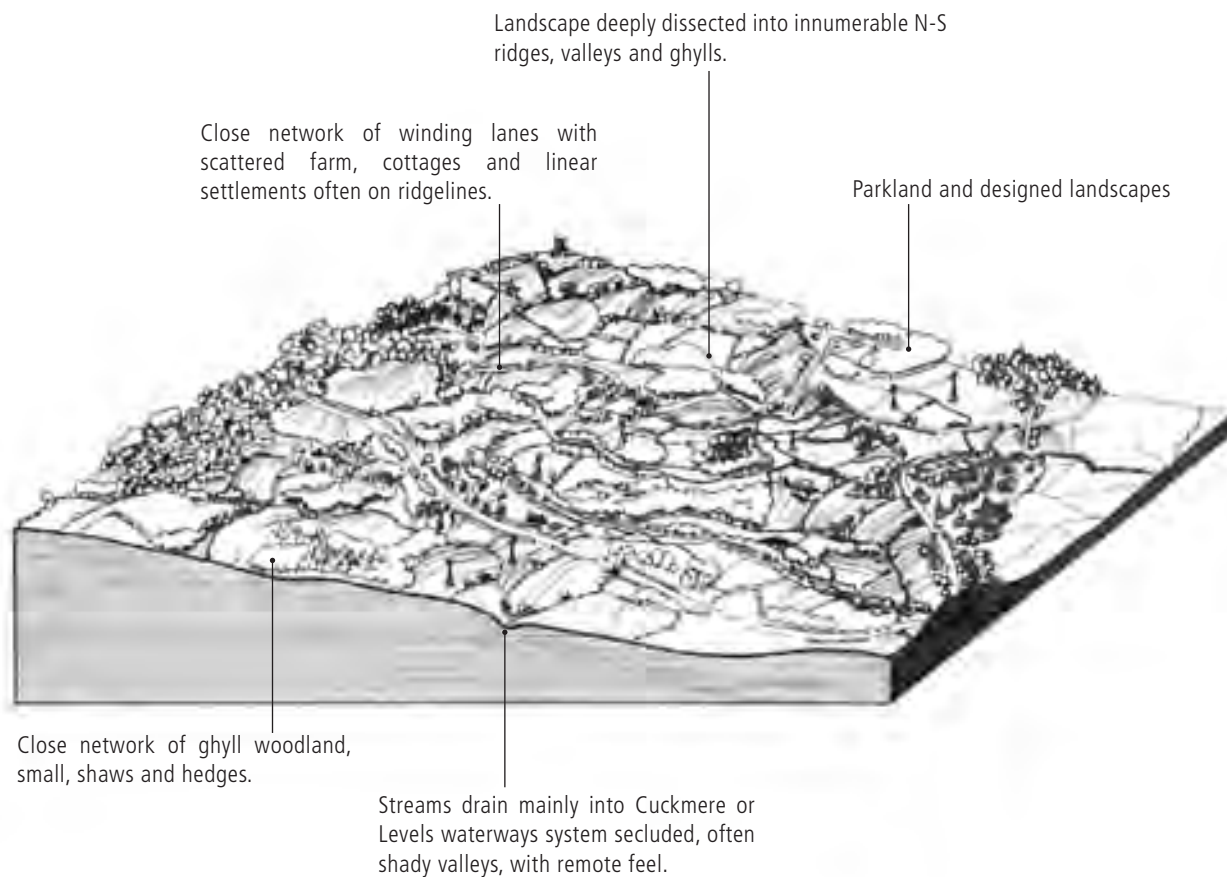 Landscape deeply dissected into innumerable N-S
ridges, valleys and ghylls.
Close network of winding lanes with
scattered farm, cottages and linear
settlements often on ridgelines.
Parkland and designed landscapes
Close network of ghyll woodland,
small, shaws and hedges.
Streams drain mainly into Cuckmere or
Levels waterways system secluded, often
shady valleys, with remote feel.